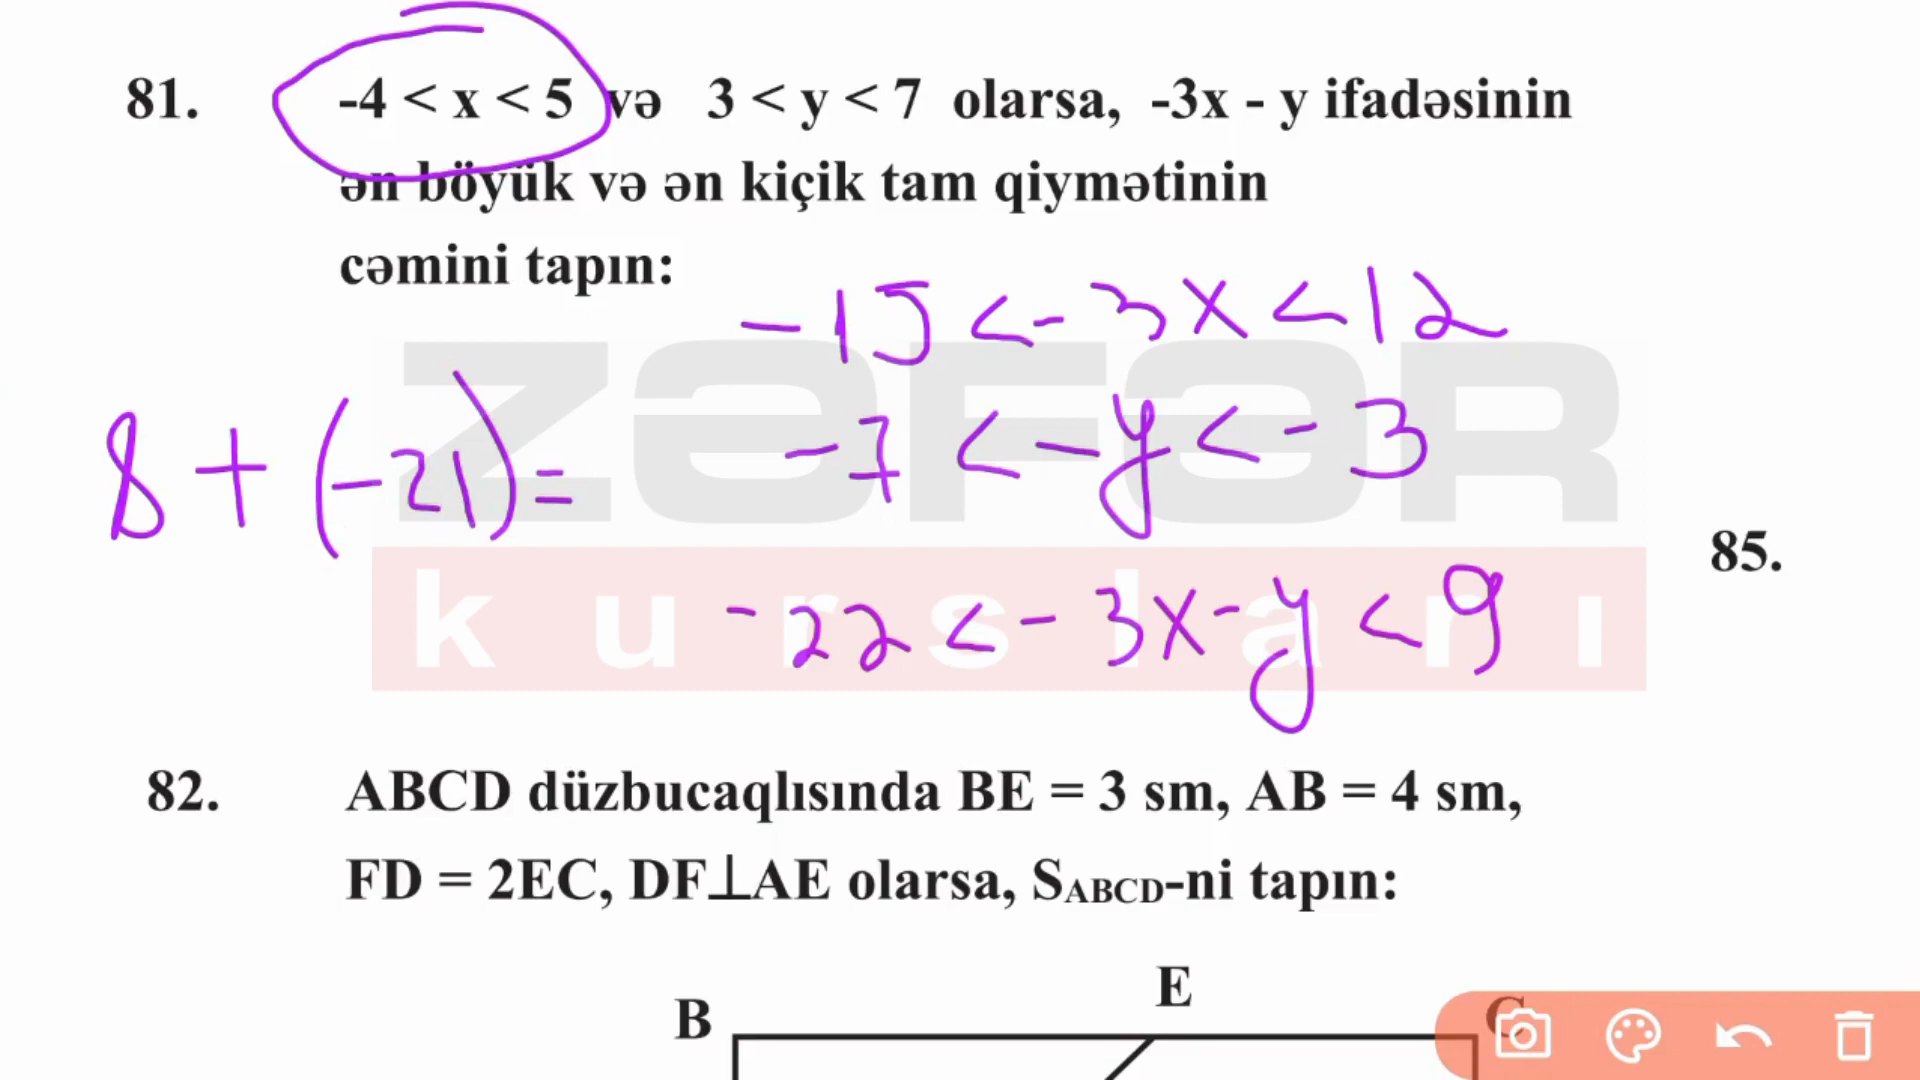 81. -4 < x < 5 və 3 < y < 7 olarsa, -3x - y ifadəsinin
ən böyük və ən kiçik tam qiymətinin
cəmini tapın:
-15 < -3x < 12
-7 < -y < -3
8 + (-21) =
-22 < -3x - y < 9
ZƏFƏR
kursları
85.
82. ABCD düzbucaqlısında BE = 3 sm, AB = 4 sm,
FD = 2EC, DF⊥AE olarsa, SABCD-ni tapın:
E
B C